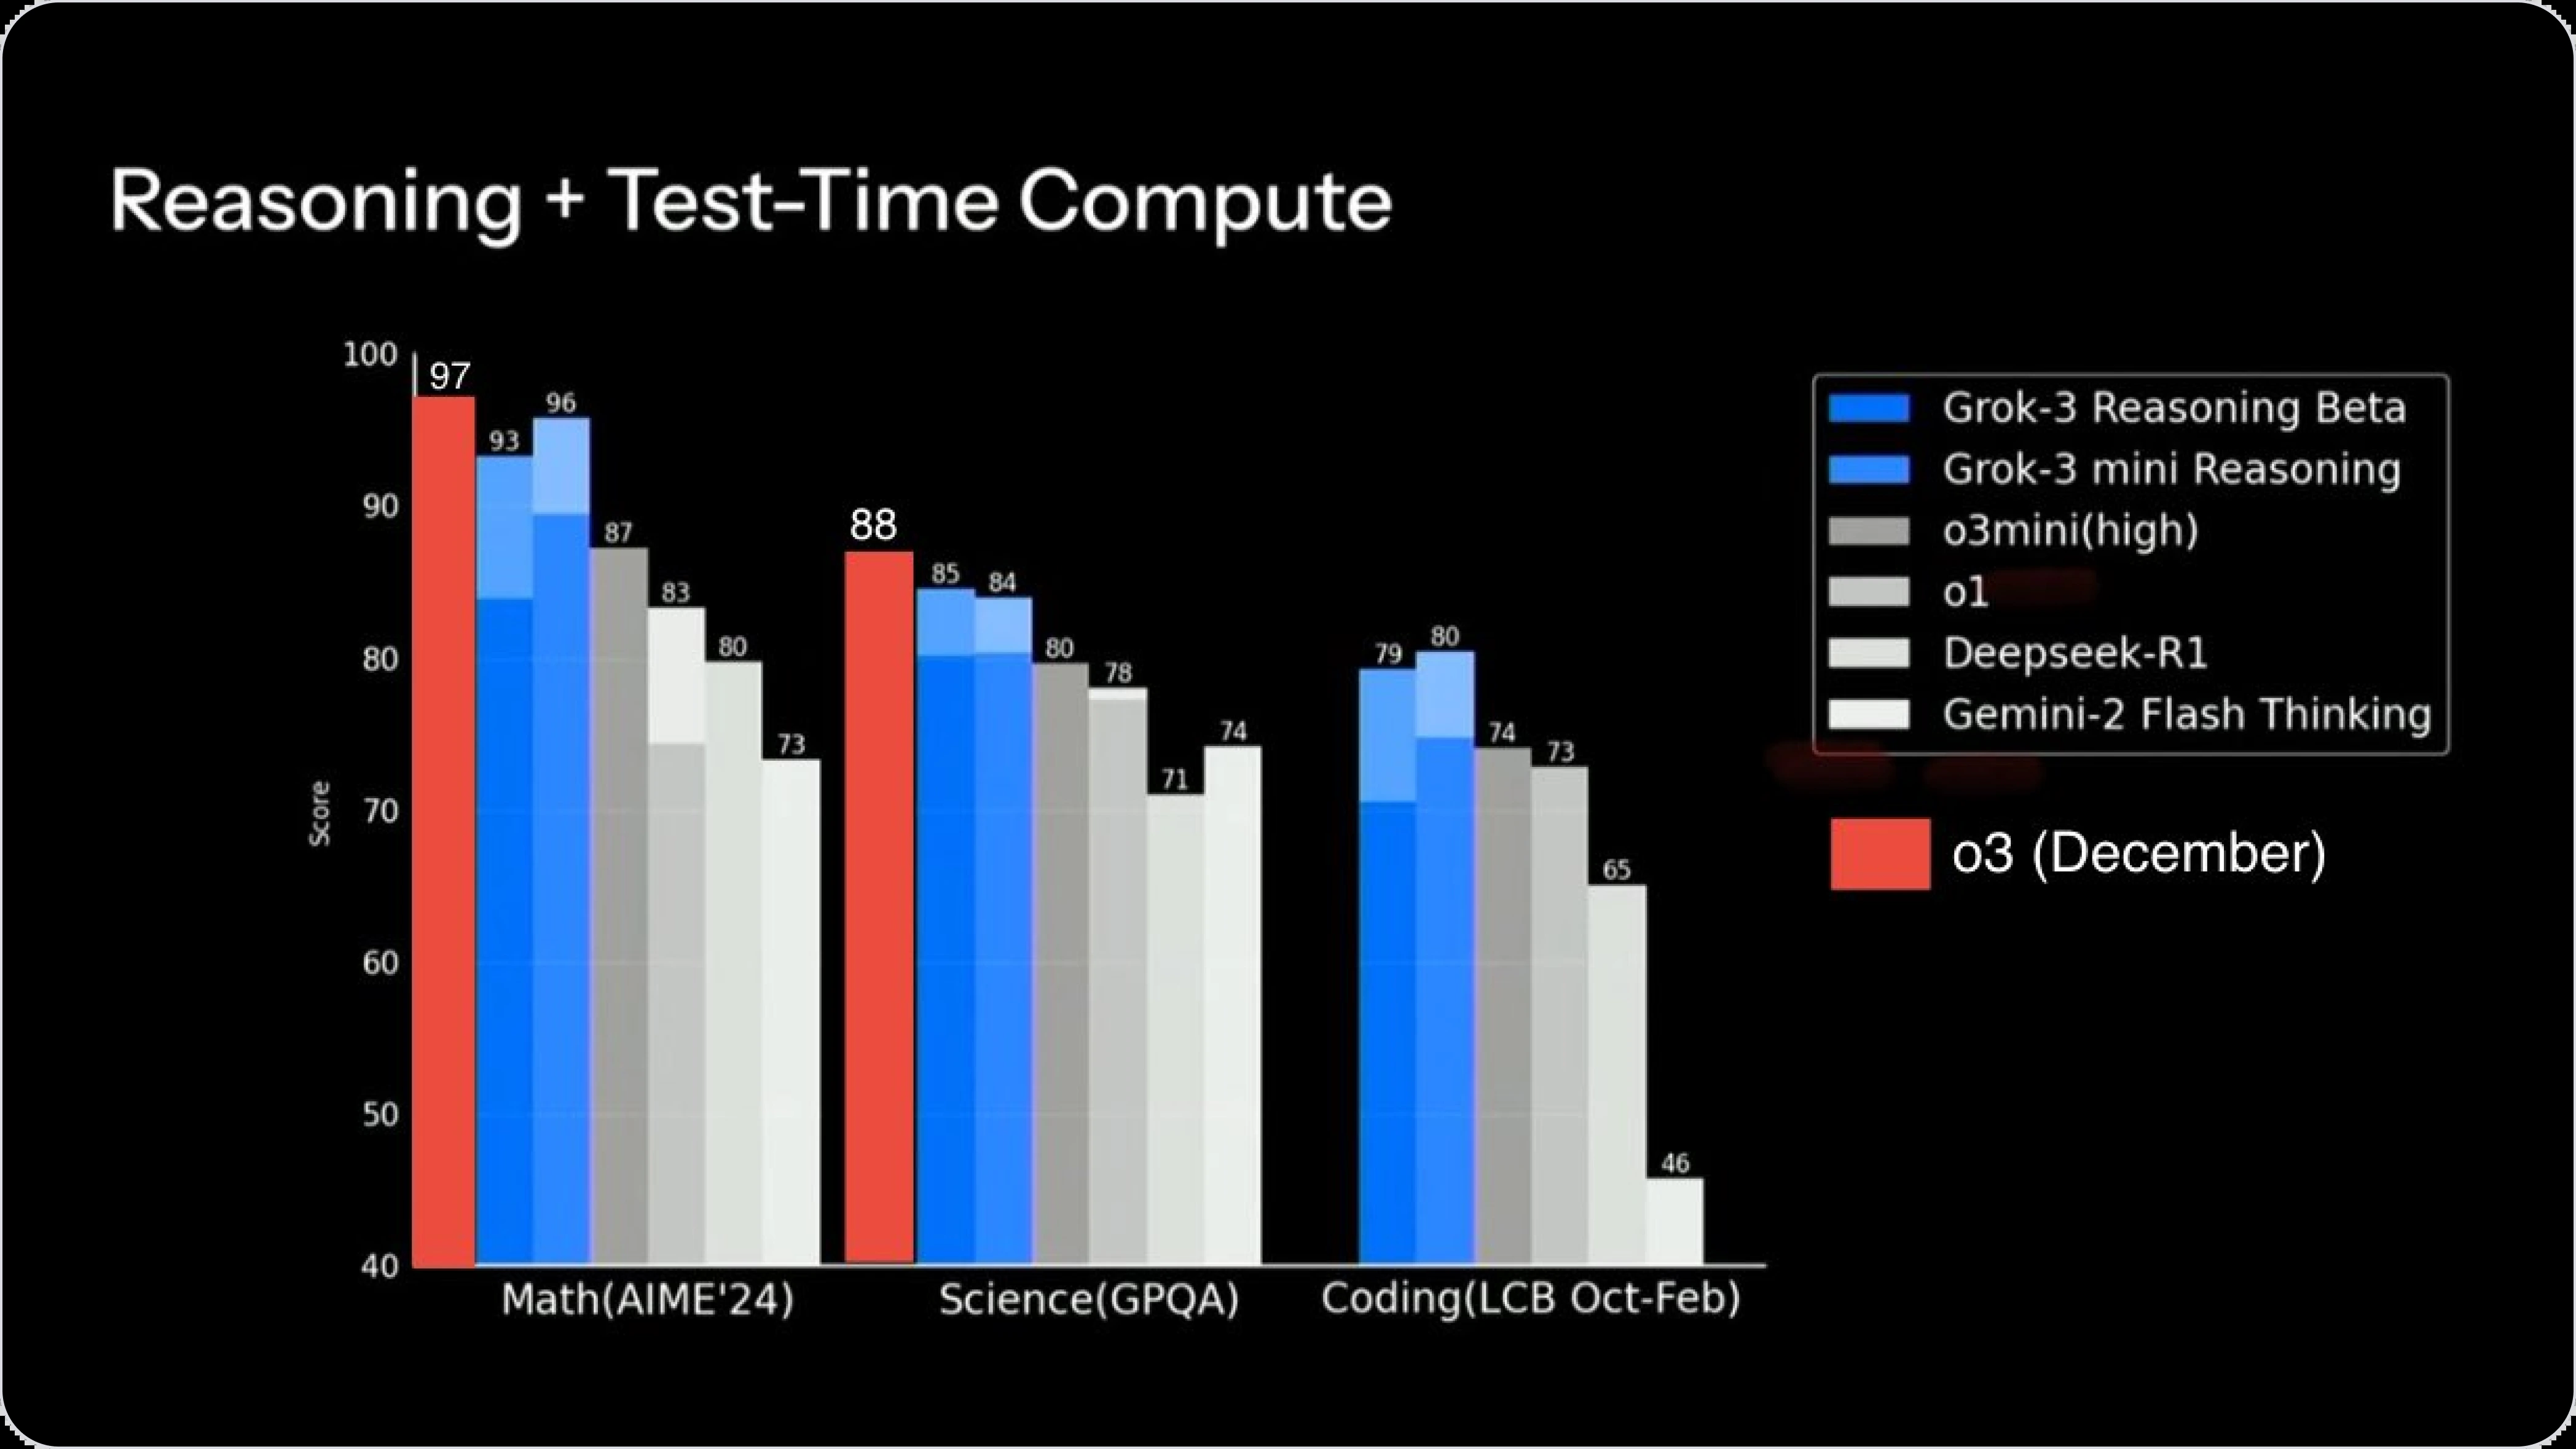 Reasoning + Test-Time Compute
100
90
80
70
60
50
40
Score
97
93
96
87
83
80
73
88
85
84
80
78
71
74
79
80
74
73
65
46
Math(AIME'24)
Science(GPQA)
Coding(LCB Oct-Feb)
Grok-3 Reasoning Beta
Grok-3 mini Reasoning
o3mini(high)
o1
Deepseek-R1
Gemini-2 Flash Thinking
o3 (December)